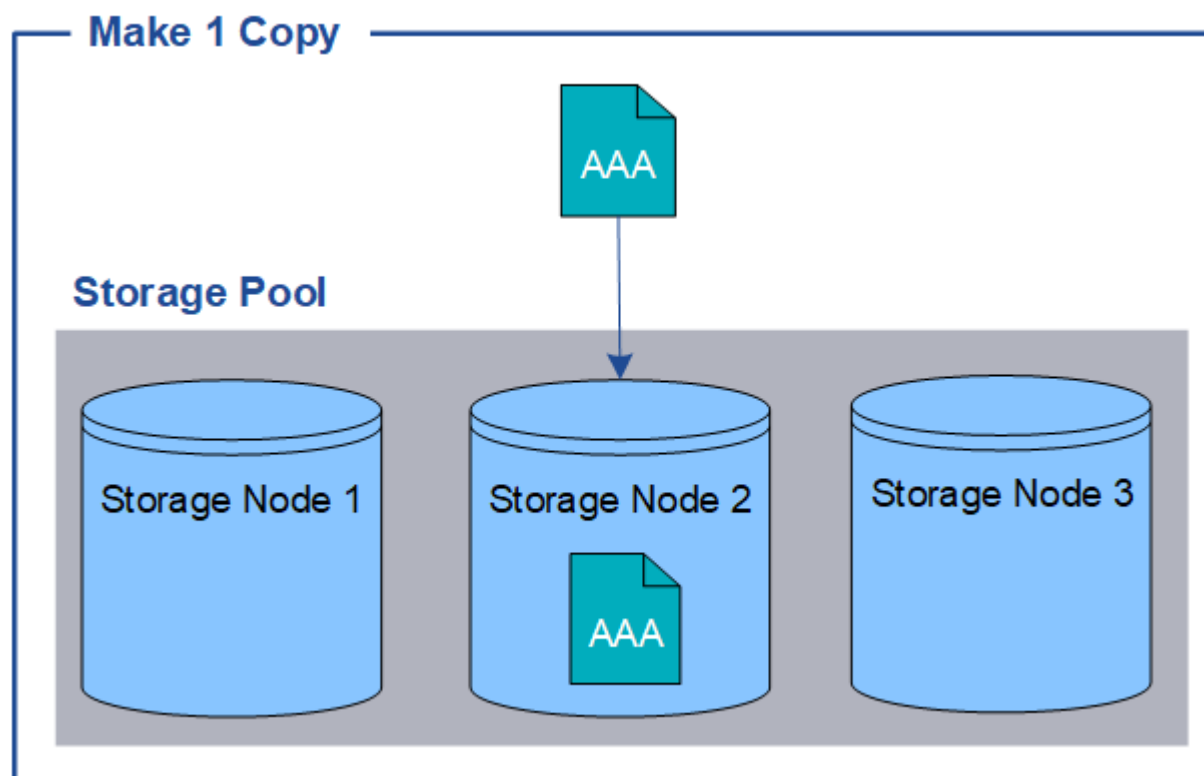 Make 1 Copy
AAA
Storage Pool
Storage Node 1
Storage Node 2
Storage Node 3
AAA